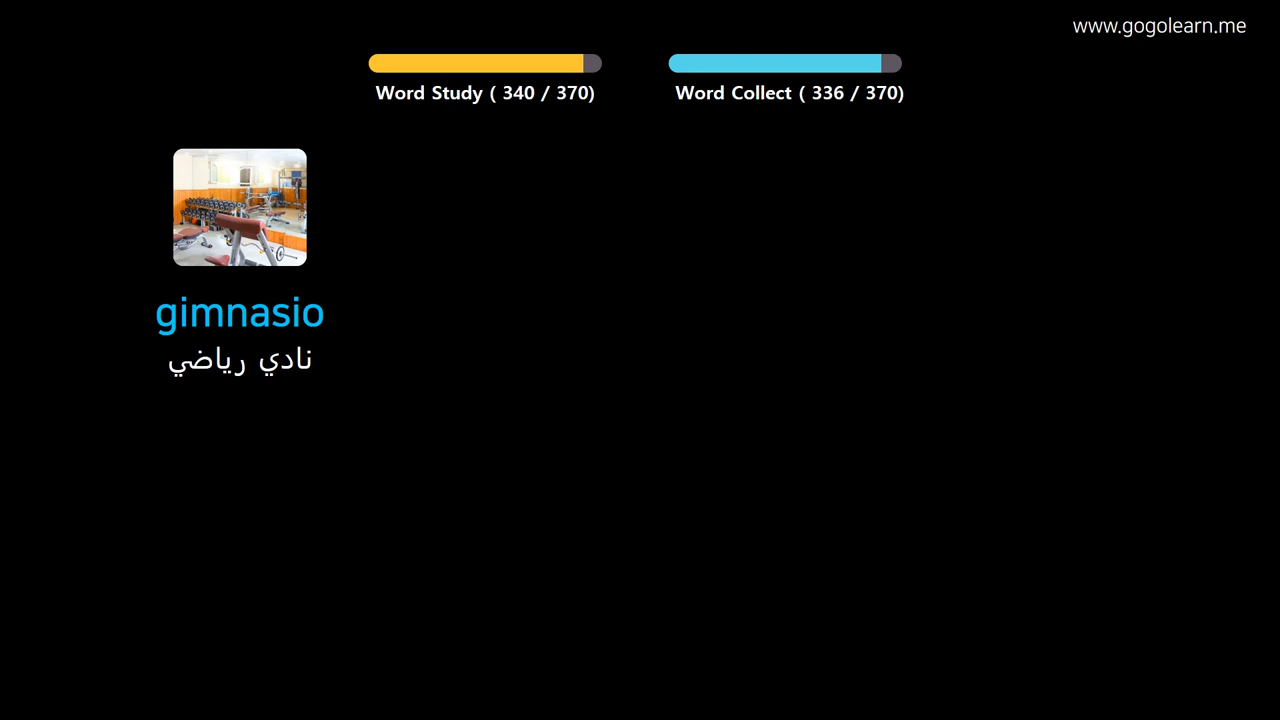 www.gogolearn.me
Word Study ( 340 / 370)
Word Collect ( 336 / 370)
gimnasio
نادي رياضي